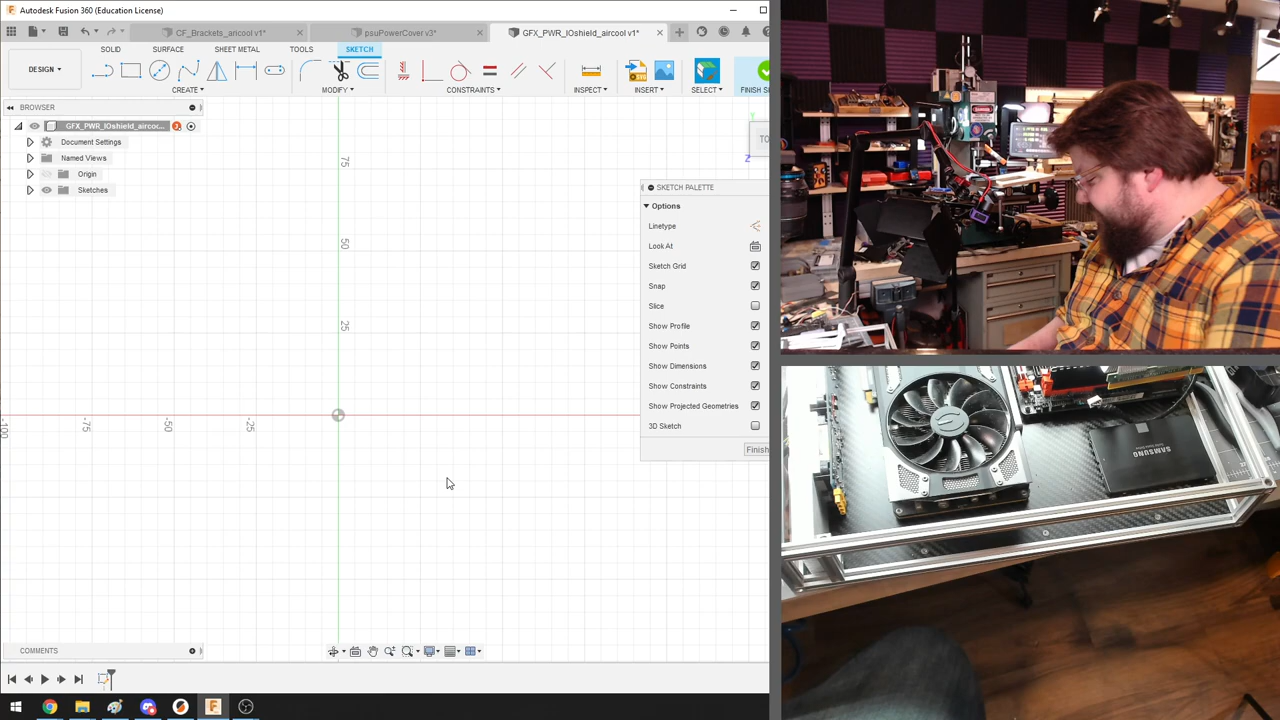 Autodesk Fusion 360 (Education License)
CF_Brackets_aricool v1*
psuPowerCover v3*
GFX_PWR_IOshield_aircool v1*
SOLID
SURFACE
SHEET METAL
TOOLS
SKETCH
DESIGN
CREATE
MODIFY
CONSTRAINTS
INSPECT
INSERT
SELECT
FINISH S
BROWSER
GFX_PWR_IOshield_aircoc...
Document Settings
Named Views
Origin
Sketches
TO
Z
75
50
25
-100
-75
-50
-25
SKETCH PALETTE
Options
Linetype
Look At
Sketch Grid
Snap
Slice
Show Profile
Show Points
Show Dimensions
Show Constraints
Show Projected Geometries
3D Sketch
Finish
COMMENTS
SAMSUNG